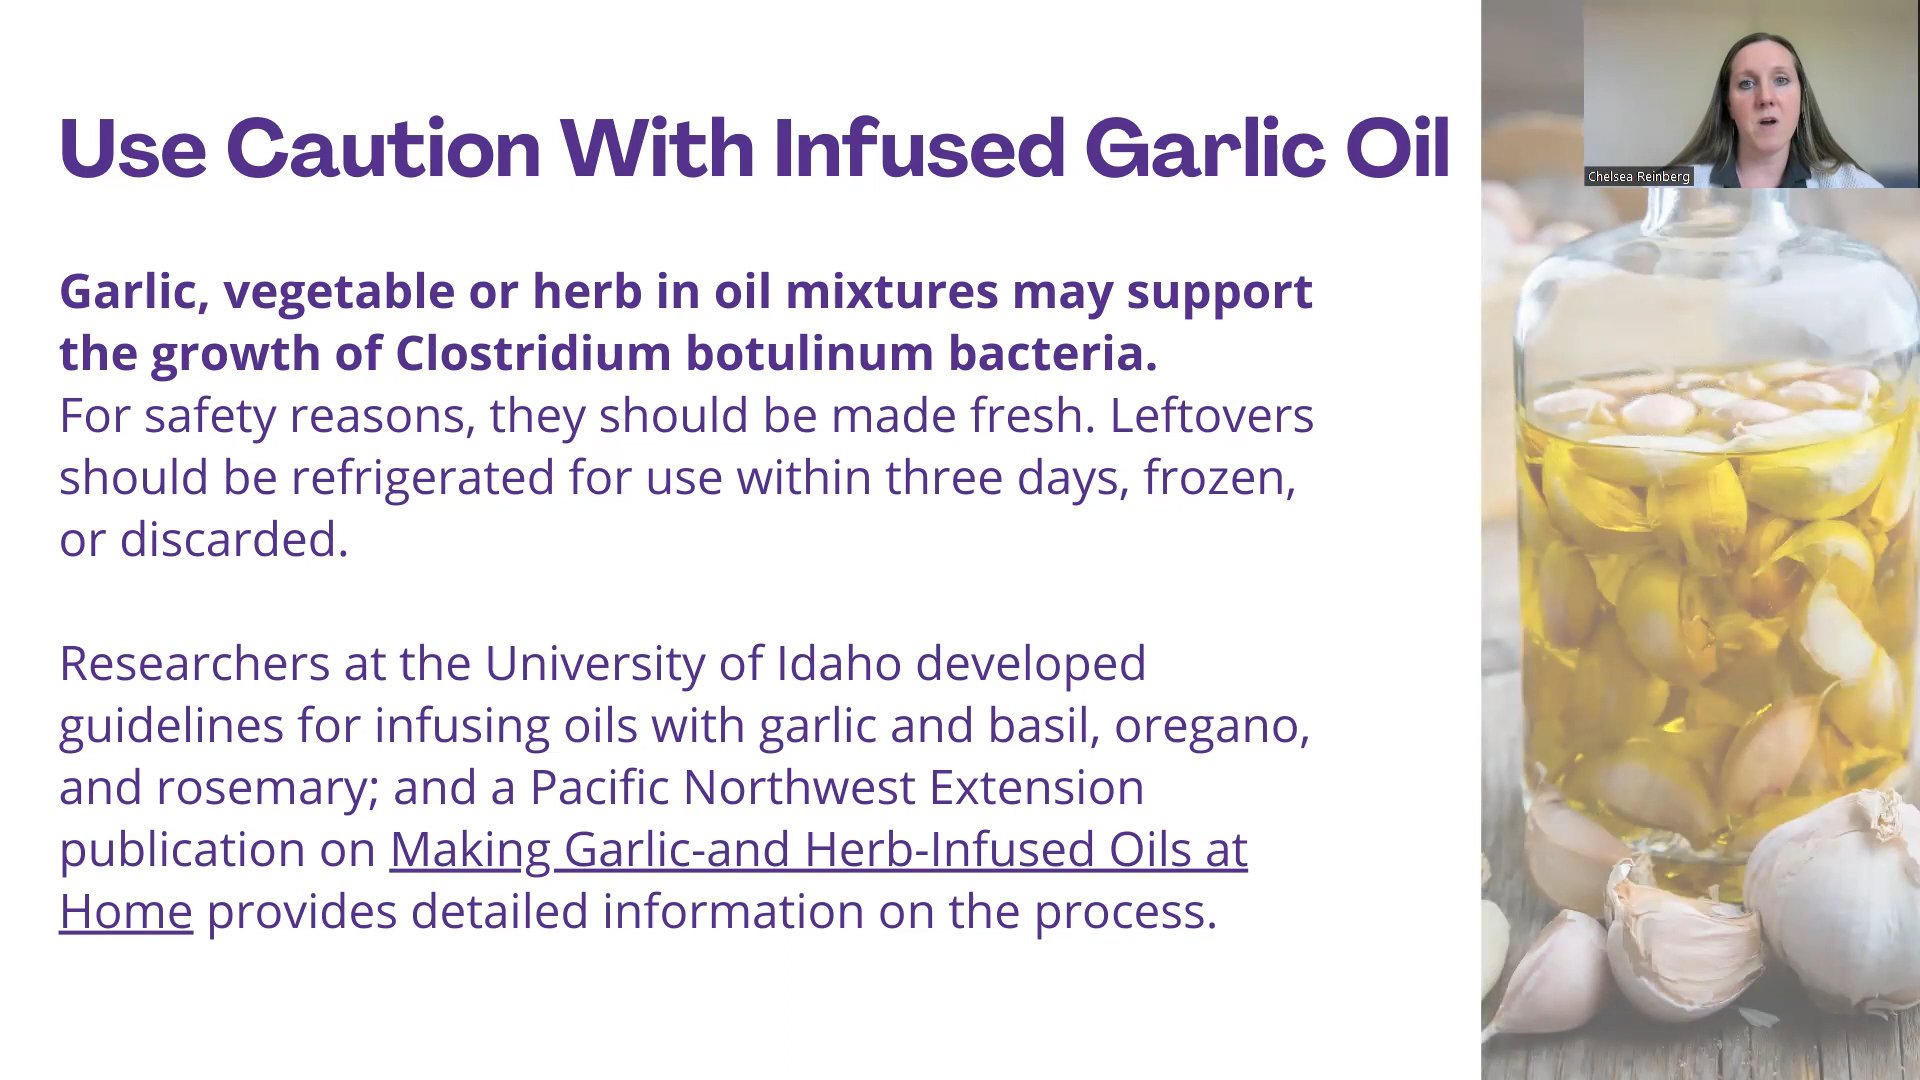 Use Caution With Infused Garlic Oil
Chelsea Reinberg
Garlic, vegetable or herb in oil mixtures may support
the growth of Clostridium botulinum bacteria.
For safety reasons, they should be made fresh. Leftovers
should be refrigerated for use within three days, frozen,
or discarded.
Researchers at the University of Idaho developed
guidelines for infusing oils with garlic and basil, oregano,
and rosemary; and a Pacific Northwest Extension
publication on Making Garlic-and Herb-Infused Oils at
Home provides detailed information on the process.